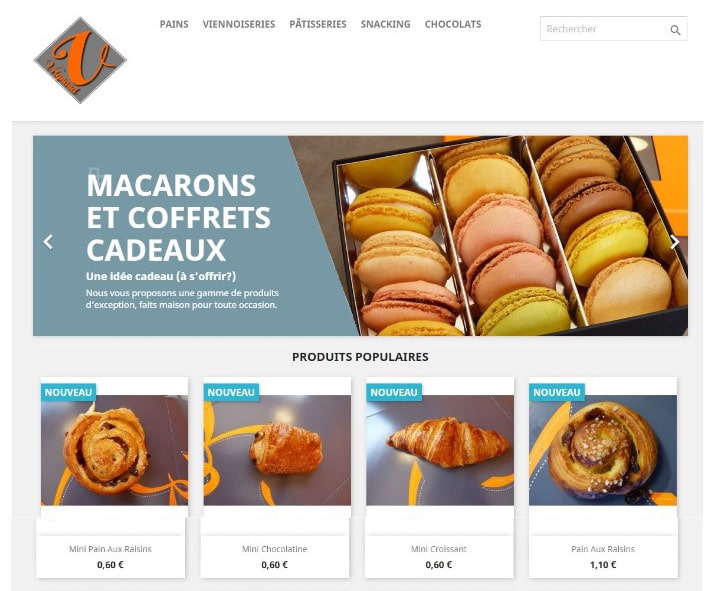 PAINS VIENNOISERIES PÂTISSERIES SNACKING CHOCOLATS
Rechercher
MACARONS
ET COFFRETS
CADEAUX
Une idée cadeau (à s'offrir?)
Nous vous proposons une gamme de produits
d'exception, faits maison pour toute occasion.
PRODUITS POPULAIRES
NOUVEAU
NOUVEAU
NOUVEAU
NOUVEAU
Mini Pain Aux Raisins
0,60 €
Mini Chocolatine
0,60 €
Mini Croissant
0,60 €
Pain Aux Raisins
1,10 €